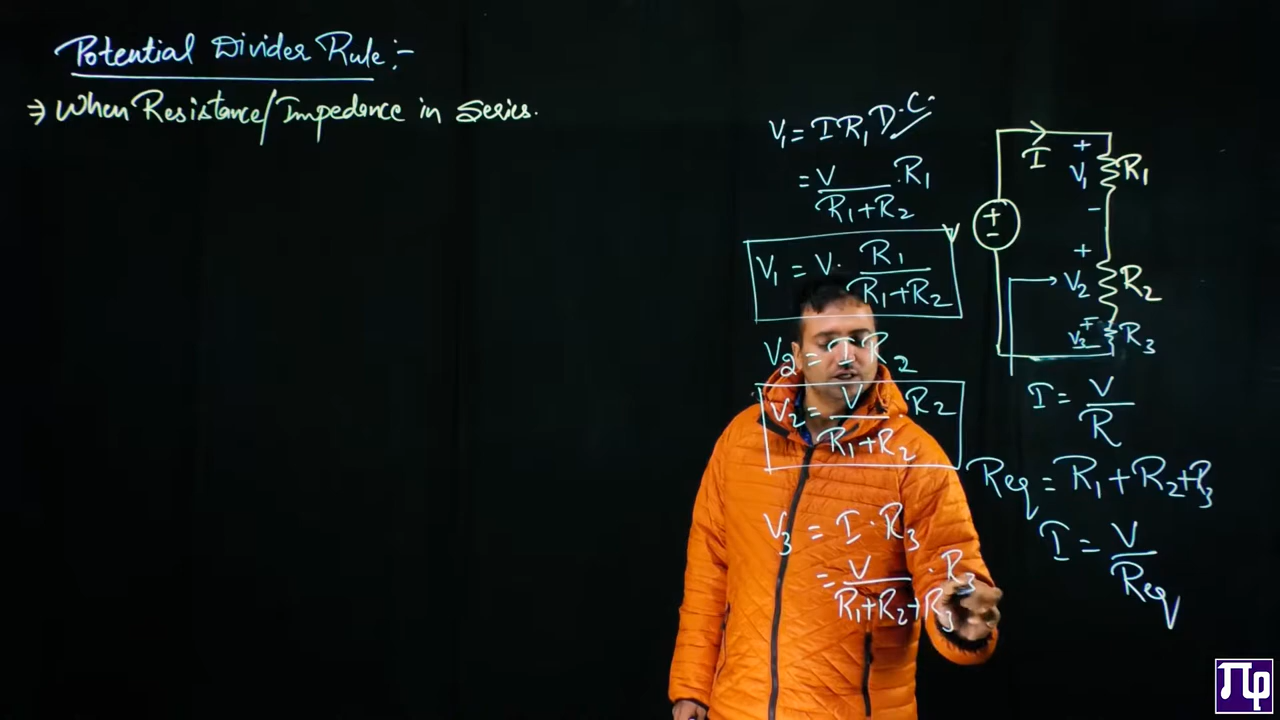 Potential Divider Rule :-
⇒ When Resistance/Impedence in series.
V₁ = IR₁ D.C.
= V/(R₁+R₂) · R₁
V₁ = V · R₁/(R₁+R₂)
V₂ = I R₂
V₂ = V/(R₁+R₂) · R₂
V₃ = I · R₃
= V/(R₁+R₂+R₃) · R₃
I
+ V₁ - R₁
V + -
+ V₂ R₂
+ V₃ - R₃
I = V/R
Req = R₁ + R₂ + R₃
I = V/Req
πφ